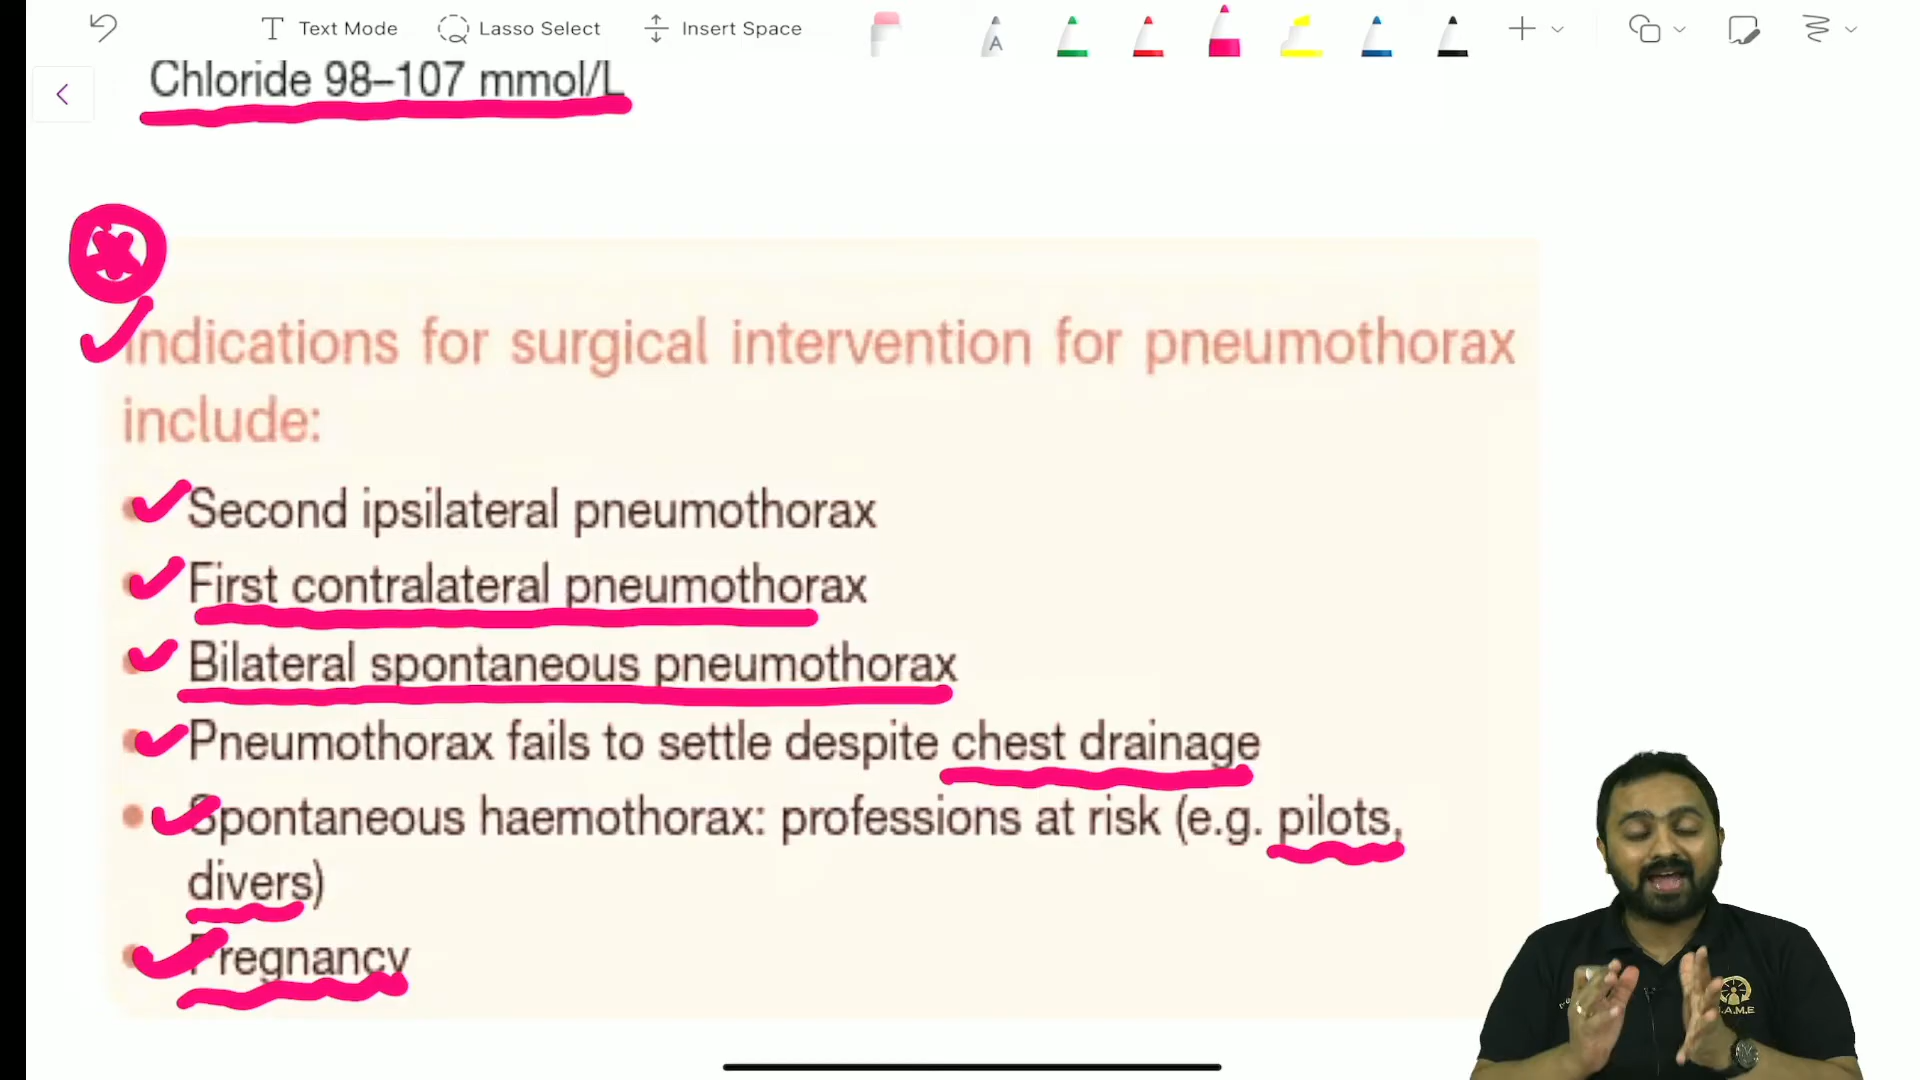 Text Mode
Lasso Select
Insert Space
A
Chloride 98–107 mmol/L
Indications for surgical intervention for pneumothorax
include:
Second ipsilateral pneumothorax
First contralateral pneumothorax
Bilateral spontaneous pneumothorax
Pneumothorax fails to settle despite chest drainage
Spontaneous haemothorax: professions at risk (e.g. pilots,
divers)
Pregnancy